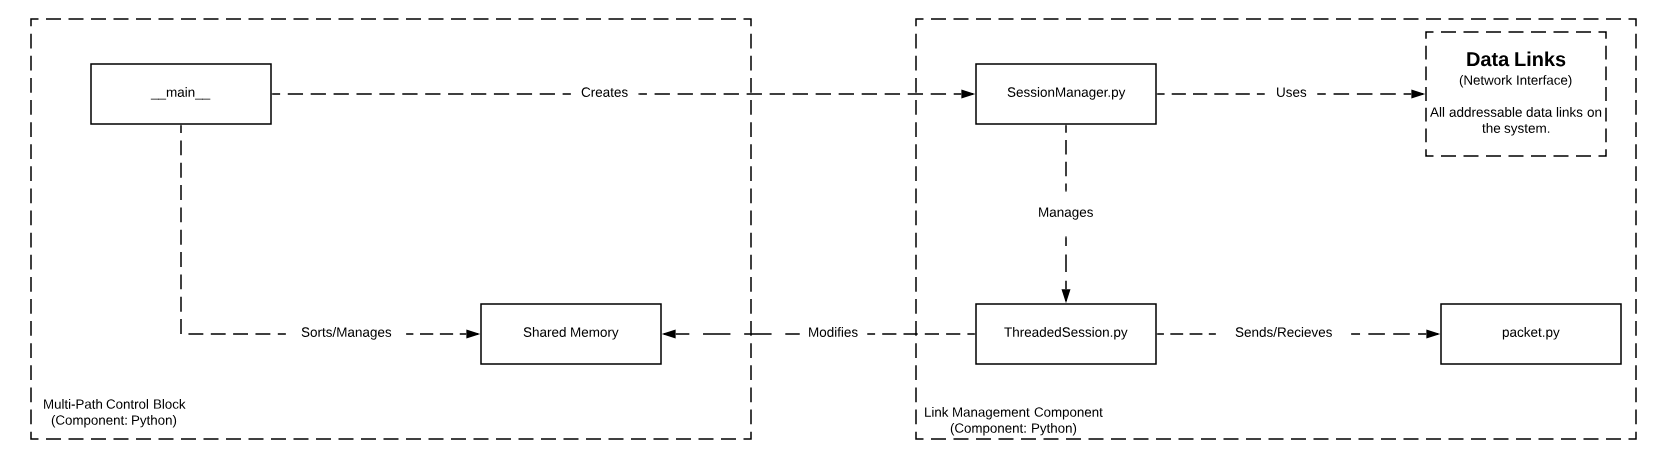 __main__
Creates
SessionManager.py
Uses
Data Links
(Network Interface)
All addressable data links on
the system.
Manages
Sorts/Manages
Shared Memory
Modifies
ThreadedSession.py
Sends/Recieves
packet.py
Multi-Path Control Block
(Component: Python)
Link Management Component
(Component: Python)